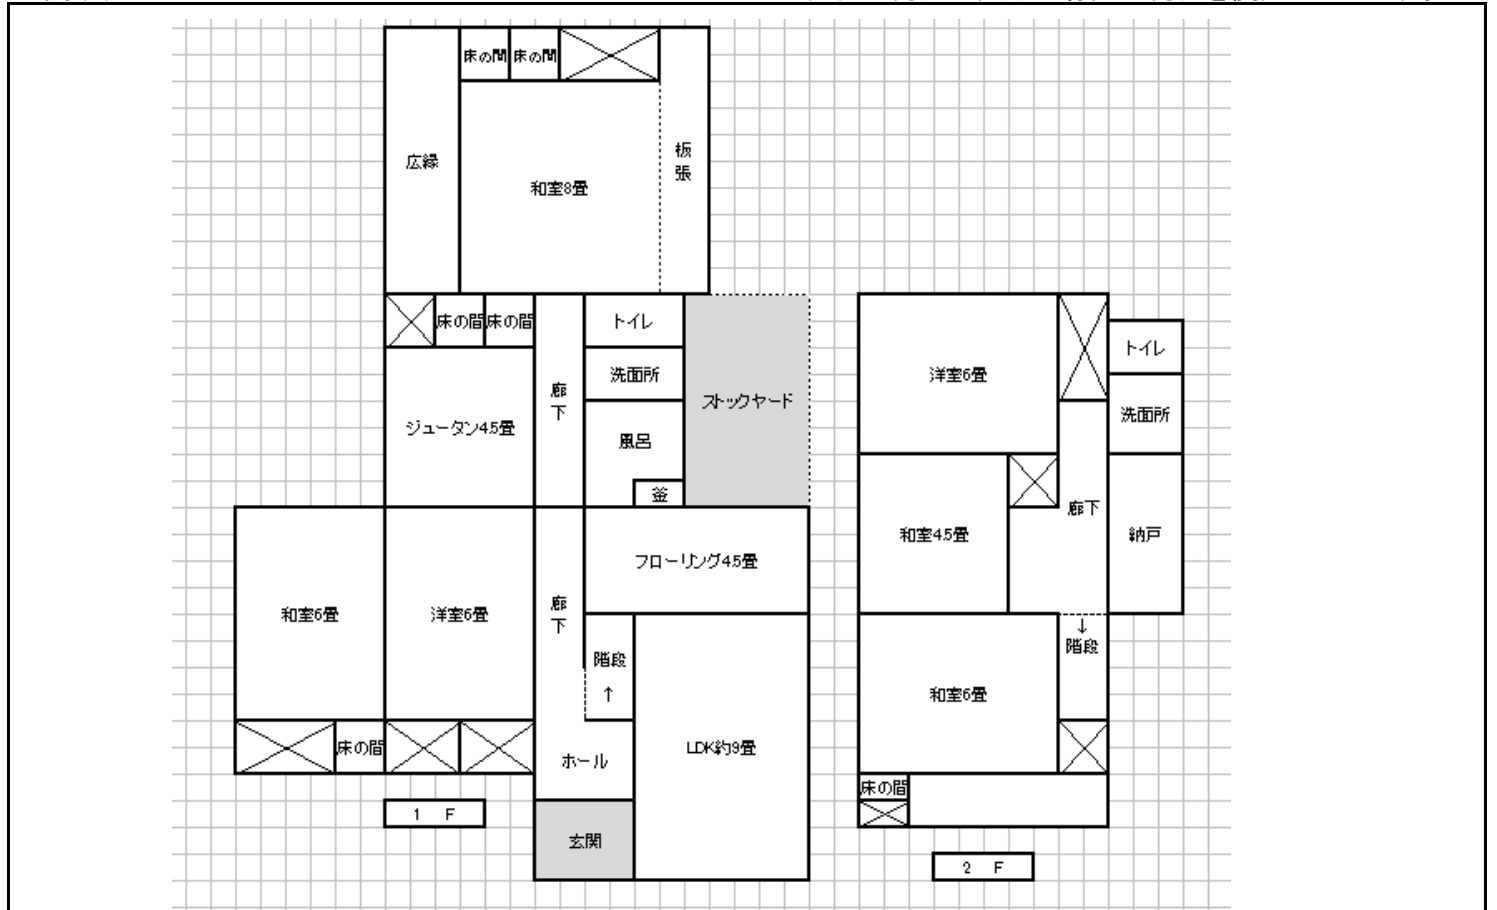 床の間
床の間
広縁
和室8畳
板張
床の間
床の間
廊下
トイレ
洗面所
風呂
釜
ストックヤード
ジュータン4.5畳
和室6畳
洋室6畳
廊下
フローリング4.5畳
階段
↑
床の間
ホール
LDK約9畳
玄関
1 F
洋室6畳
トイレ
洗面所
和室4.5畳
廊下
納戸
↓
階段
和室6畳
床の間
2 F